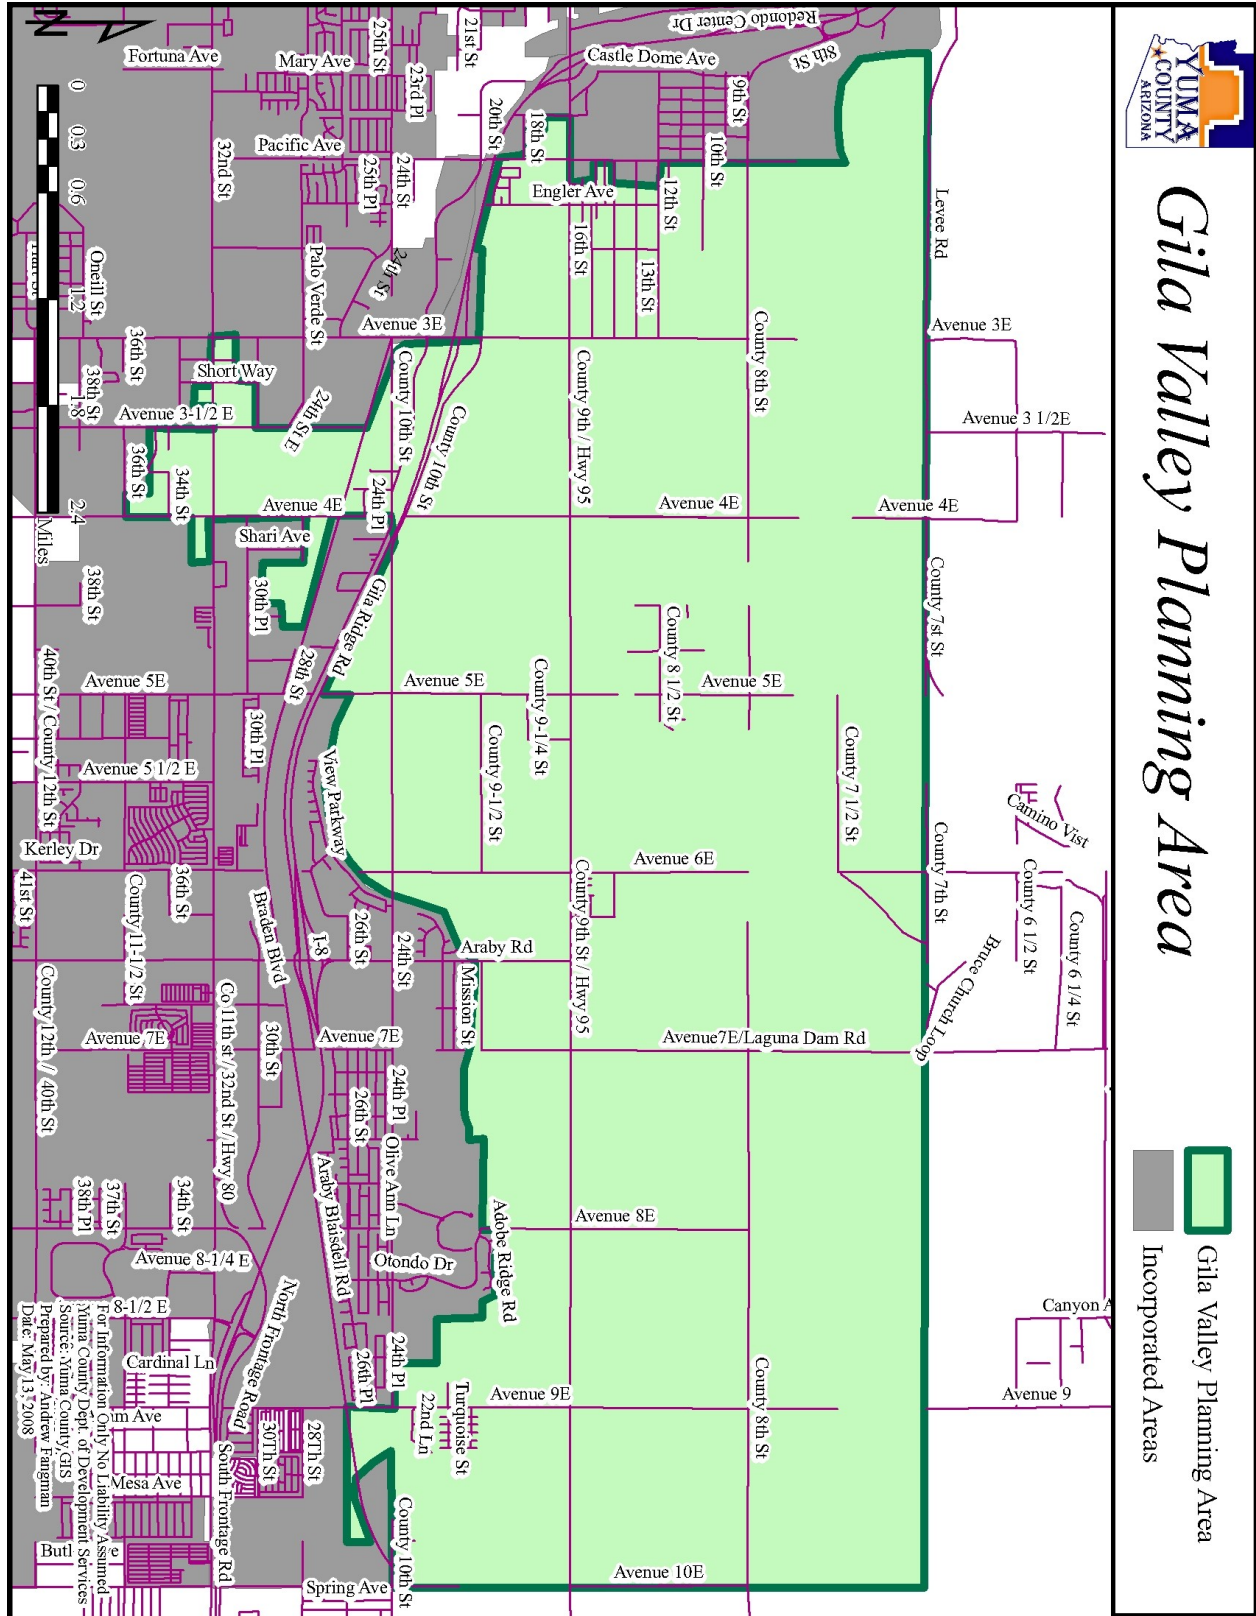 YUMA
COUNTY
ARIZONA
Gila Valley Planning Area
Gila Valley Planning Area
Incorporated Areas
Redondo Center Dr
8th St
Castle Dome Ave
21st St
25th St
23rd Pl
Mary Ave
Fortuna Ave
9th St
10th St
18th St
20th St
Pacific Ave
24th St
25th Pl
32nd St
Engler Ave
12th St
16th St
13th St
Levee Rd
24th St
Palo Verde St
Oneill St
Avenue 3E
Avenue 3E
36th St
County 8th St
County 9th / Hwy 95
County 10th St
County 10th St
Short Way
38th St
24th St E
Avenue 3-1/2 E
Avenue 3 1/2E
36th St
34th St
24th Pl
Avenue 4E
Avenue 4E
Avenue 4E
Shari Ave
38th St
30th Pl
Gila Ridge Rd
County 7st St
County 8 1/2 St
28th St
Avenue 5E
Avenue 5E
Avenue 5E
County 9-1/4 St
County 9-1/2 St
County 7 1/2 St
30th Pl
40th St / County 12th St
Avenue 5 1/2 E
View Parkway
Camino Vist
Kerley Dr
41st St
36th St
County 11-1/2 St
Avenue 6E
County 9th St / Hwy 95
County 7th St
County 6 1/2 St
County 6 1/4 St
Bruce Church Loop
Braden Blvd
I-8
26th St
24th St
Araby Rd
Mission St
County 12th / 40th St
Avenue 7E
Co 11th st / 32nd St / Hwy 80
30th St
Avenue 7E
Avenue7E/Laguna Dam Rd
24th Pl
26th St
Olive Ann Ln
Araby Blaisdell Rd
Adobe Ridge Rd
38th Pl
37th St
34th St
Avenue 8E
Avenue 8-1/4 E
Otondo Dr
8-1/2 E
North Frontage Road
Canyon A
Cardinal Ln
26th Pl
24th Pl
22nd Ln
Turquoise St
Avenue 9E
Avenue 9
County 8th St
30Th St
28Th St
Mesa Ave
South Frontage Rd
County 10th St
Spring Ave
Avenue 10E
N
0
0.3
0.6
1.2
1.8
2.4
Miles
For Information Only No Liability Assumed
Yuma County Dept. of Development Services
Source: Yuma County GIS
Prepared by: Andrew Fangman
Date: May 13, 2008